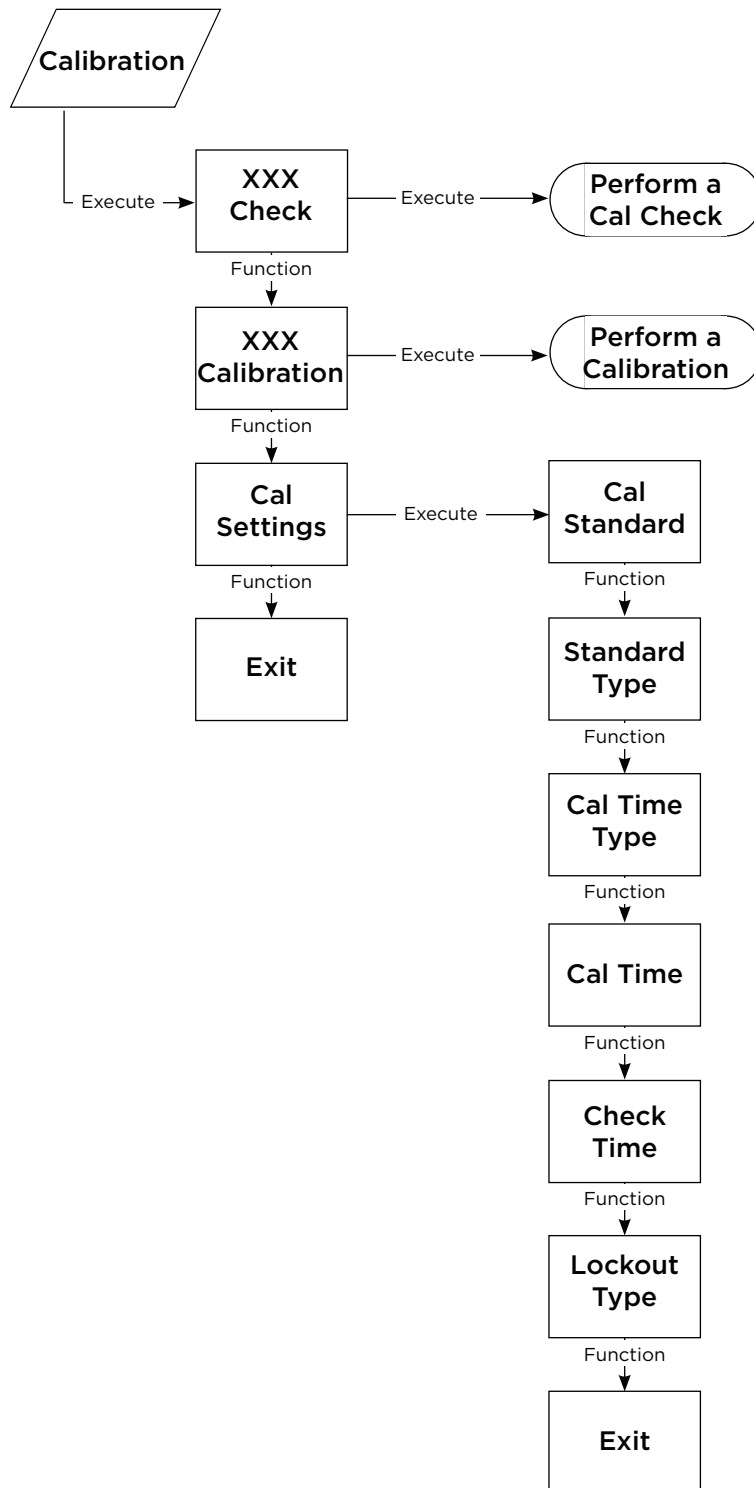 Calibration
Execute
XXX
Check
Execute
Perform a
Cal Check
Function
XXX
Calibration
Execute
Perform a
Calibration
Function
Cal
Settings
Execute
Cal
Standard
Function
Exit
Function
Standard
Type
Function
Cal Time
Type
Function
Cal Time
Function
Check
Time
Function
Lockout
Type
Function
Exit